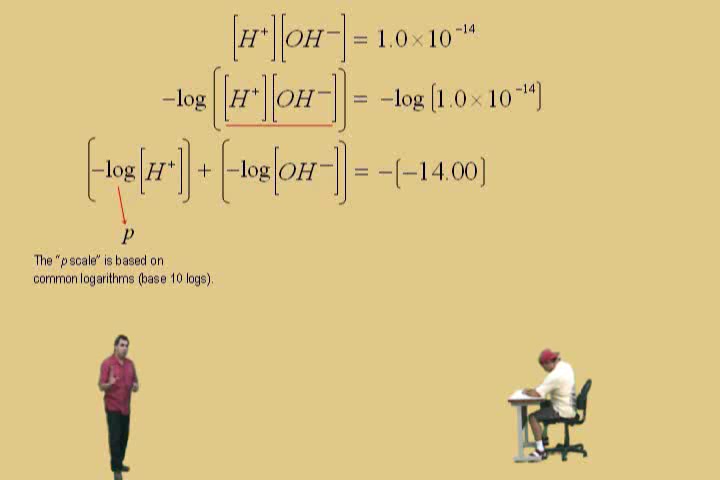 [H⁺][OH⁻] = 1.0×10⁻¹⁴
−log([H⁺][OH⁻]) = −log(1.0×10⁻¹⁴)
(−log[H⁺]) + (−log[OH⁻]) = −(−14.00)
p
The "p scale" is based on
common logarithms (base 10 logs).